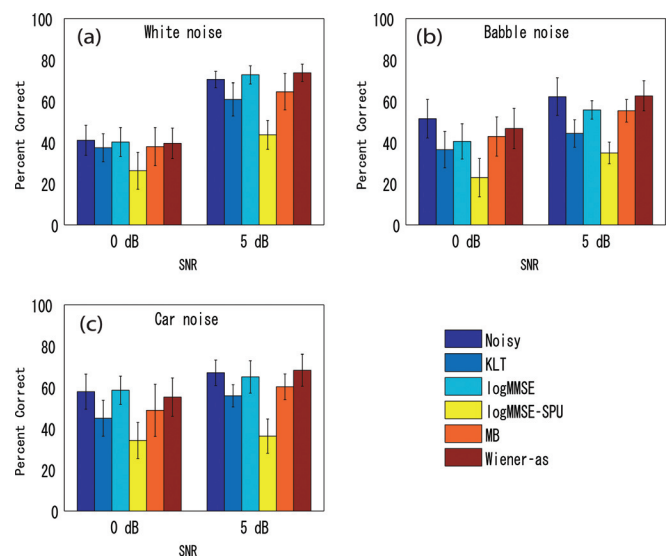 (a) White noise
100
80
60
40
20
0
Percent Correct
0 dB 5 dB
SNR
(b) Babble noise
100
80
60
40
20
0
Percent Correct
0 dB 5 dB
SNR
(c) Car noise
100
80
60
40
20
0
Percent Correct
0 dB 5 dB
SNR
Noisy
KLT
logMMSE
logMMSE-SPU
MB
Wiener-as